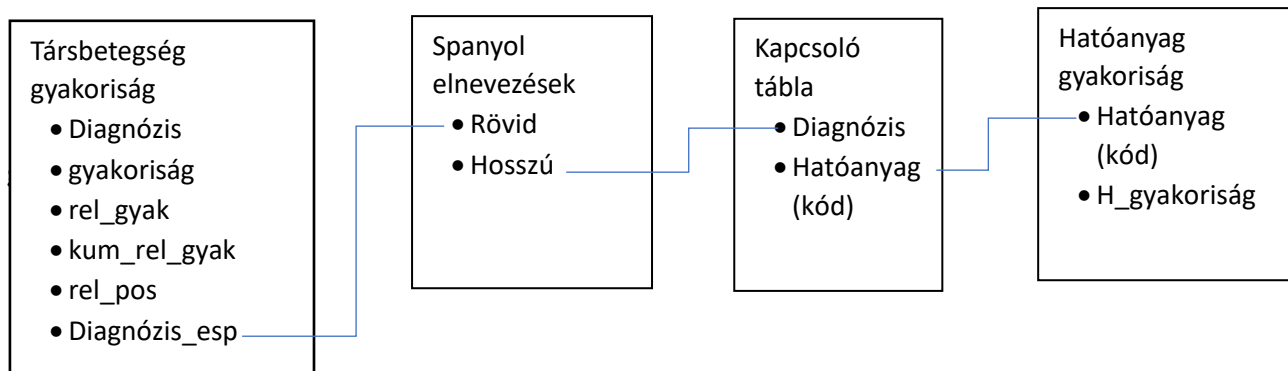 Társbetegség
gyakoriság
• Diagnózis
• gyakoriság
• rel_gyak
• kum_rel_gyak
• rel_pos
• Diagnózis_esp
Spanyol
elnevezések
• Rövid
• Hosszú
Kapcsoló
tábla
• Diagnózis
• Hatóanyag
(kód)
Hatóanyag
gyakoriság
• Hatóanyag
(kód)
• H_gyakoriság